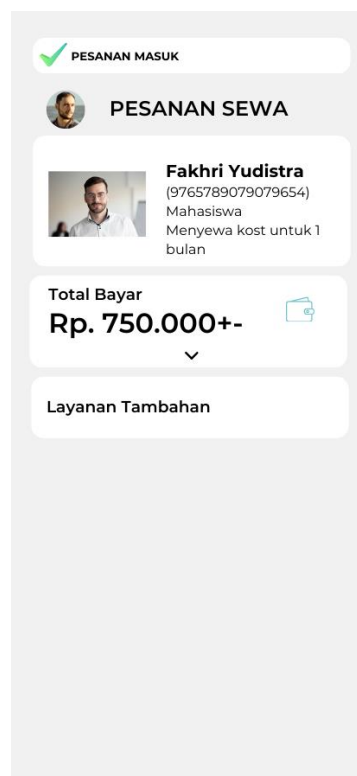 PESANAN MASUK
PESANAN SEWA
Fakhri Yudistra
(9765789079079654)
Mahasiswa
Menyewa kost untuk 1
bulan
Total Bayar
Rp. 750.000+-
Layanan Tambahan